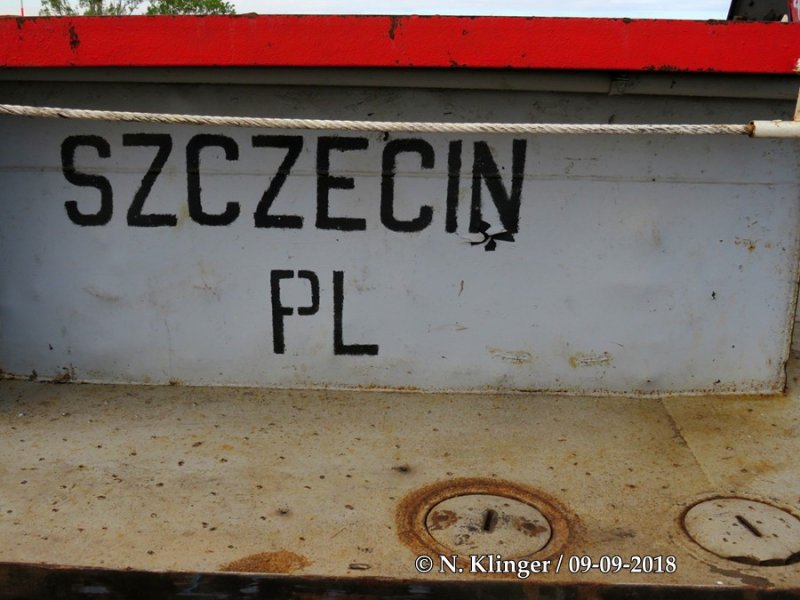 SZCZECIN
PL
© N. Klinger / 09-09-2018